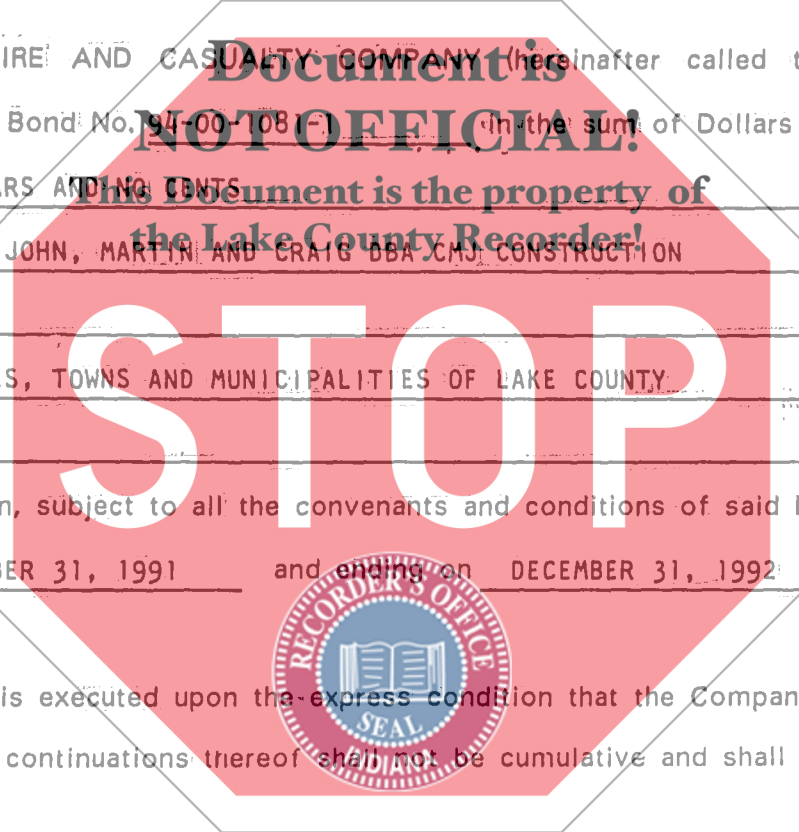 IRE AND CASUALTY COMPANY (hereinafter called t
Document is
Bond No. 94-00-1081-1 in the sum of Dollars
NOT OFFICIAL!
RS AND NO CENTS
This Document is the property of
the Lake County Recorder!
JOHN, MARTIN AND CRAIG DBA CMJ CONSTRUCTION
STOP
S, TOWNS AND MUNICIPALITIES OF LAKE COUNTY
n, subject to all the convenants and conditions of said
BER 31, 1991 and ending on DECEMBER 31, 1992
RECORDER'S OFFICE
SEAL
INDIANA
is executed upon the express condition that the Compan
continuations thereof shall not be cumulative and shall